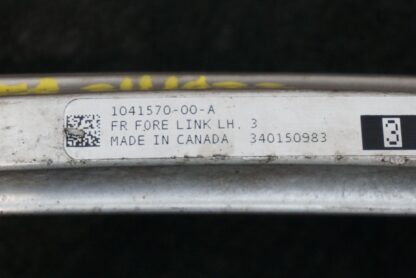 1041570-00-A
FR FORE LINK LH, 3
MADE IN CANADA 340150983
3